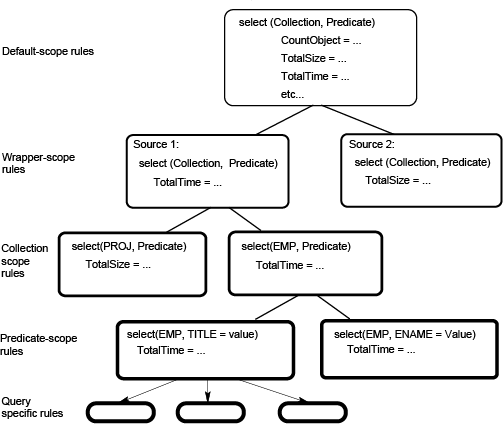 select (Collection, Predicate)
Default-scope rules
CountObject = ...
TotalSize = ...
TotalTime = ...
etc...
Wrapper-scope
rules
Source 1:
select (Collection, Predicate)
TotalTime = ...
Source 2:
select (Collection, Predicate)
TotalSize = ...
Collection
scope
rules
select(PROJ, Predicate)
TotalSize = ...
select(EMP, Predicate)
TotalTime = ...
Predicate-scope
rules
select(EMP, TITLE = value)
TotalTime = ...
select(EMP, ENAME = Value)
TotalTime = ...
Query
specific rules